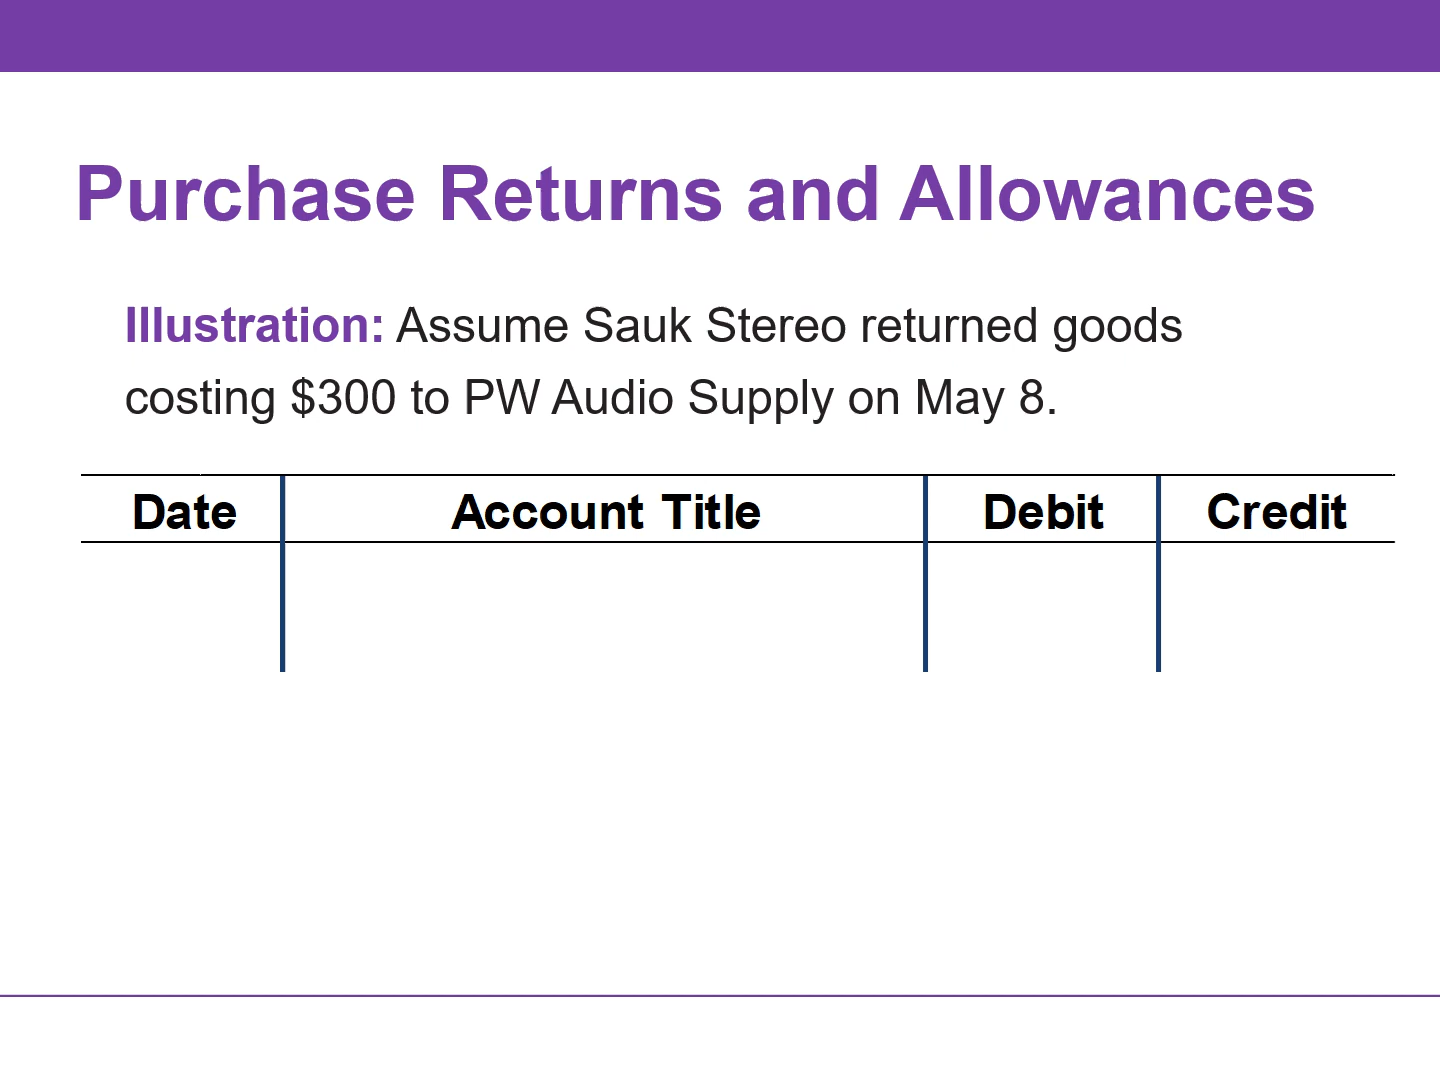 Purchase Returns and Allowances
Illustration: Assume Sauk Stereo returned goods
costing $300 to PW Audio Supply on May 8.
Date Account Title Debit Credit